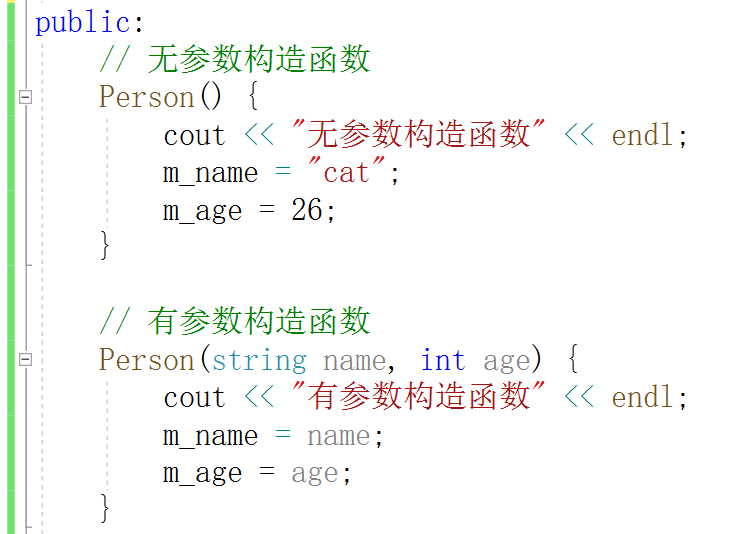 public:
// 无参数构造函数
Person() {
cout << "无参数构造函数" << endl;
m_name = "cat";
m_age = 26;
}
// 有参数构造函数
Person(string name, int age) {
cout << "有参数构造函数" << endl;
m_name = name;
m_age = age;
}